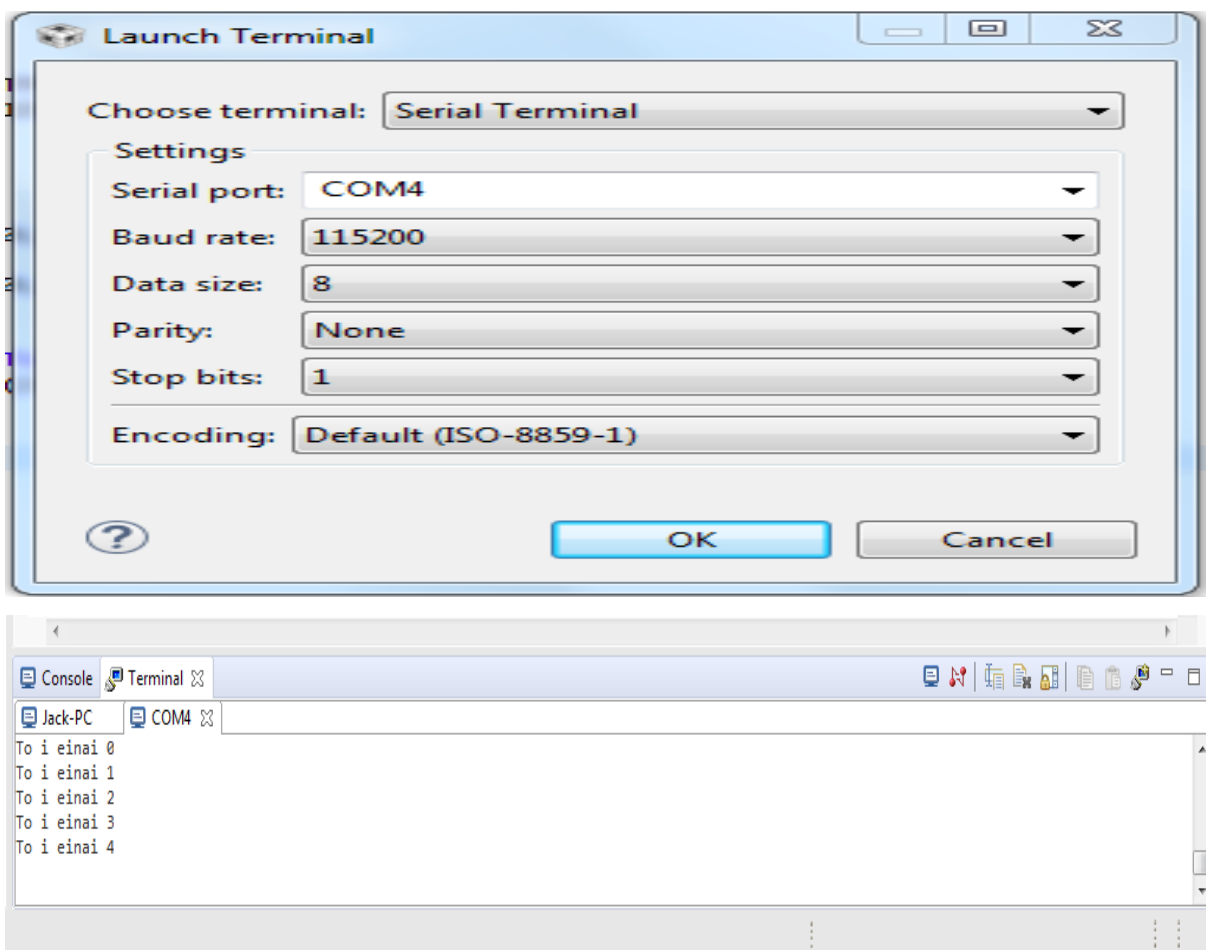 Launch Terminal
Choose terminal: Serial Terminal
Settings
Serial port: COM4
Baud rate: 115200
Data size: 8
Parity: None
Stop bits: 1
Encoding: Default (ISO-8859-1)
OK Cancel
Console Terminal
Jack-PC COM4
To i einai 0
To i einai 1
To i einai 2
To i einai 3
To i einai 4